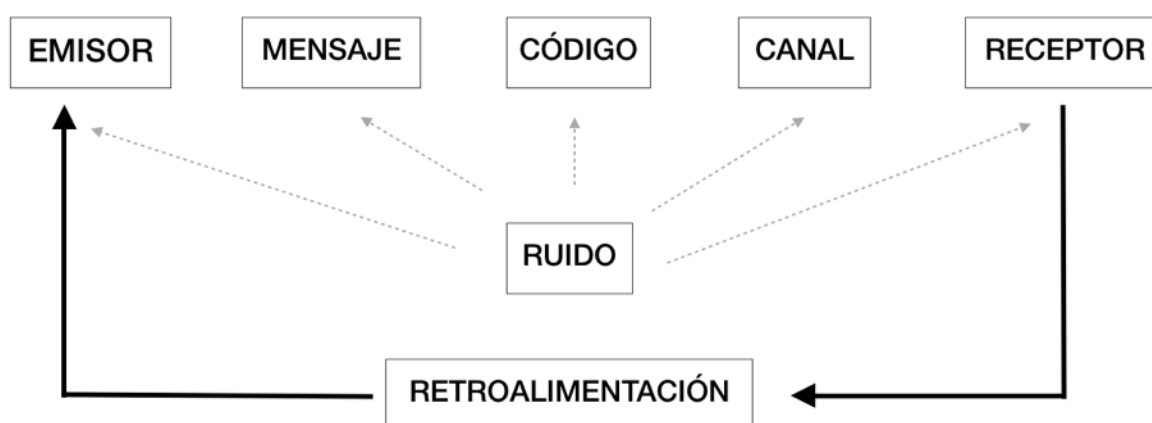 EMISOR
MENSAJE
CÓDIGO
CANAL
RECEPTOR
RUIDO
RETROALIMENTACIÓN